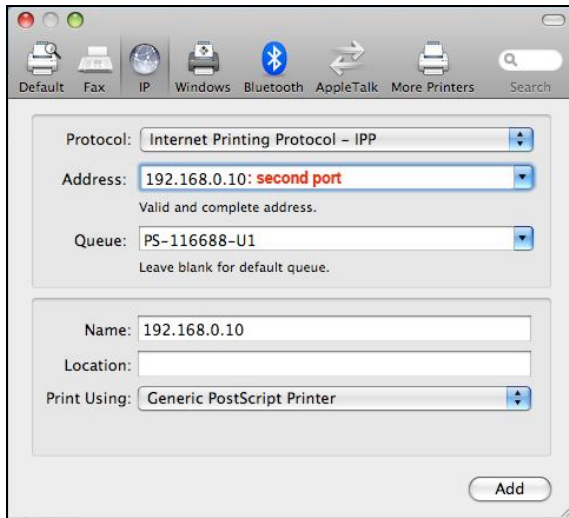 Default Fax IP Windows Bluetooth AppleTalk More Printers Search
Protocol: Internet Printing Protocol – IPP
Address: 192.168.0.10: second port
Valid and complete address.
Queue: PS-116688-U1
Leave blank for default queue.
Name: 192.168.0.10
Location:
Print Using: Generic PostScript Printer
Add